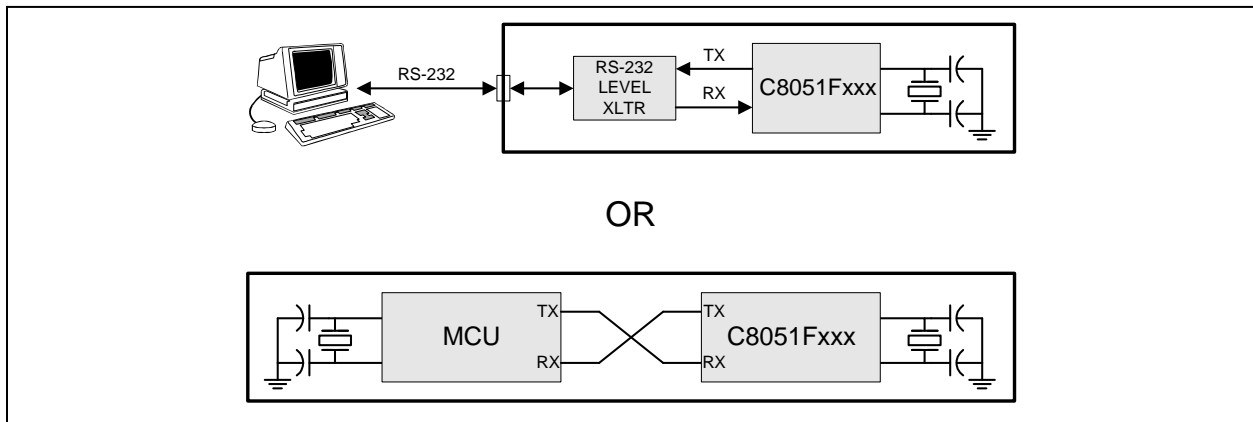 RS-232
RS-232
LEVEL
XLTR
TX
RX
C8051Fxxx
OR
MCU
TX
RX
TX
RX
C8051Fxxx